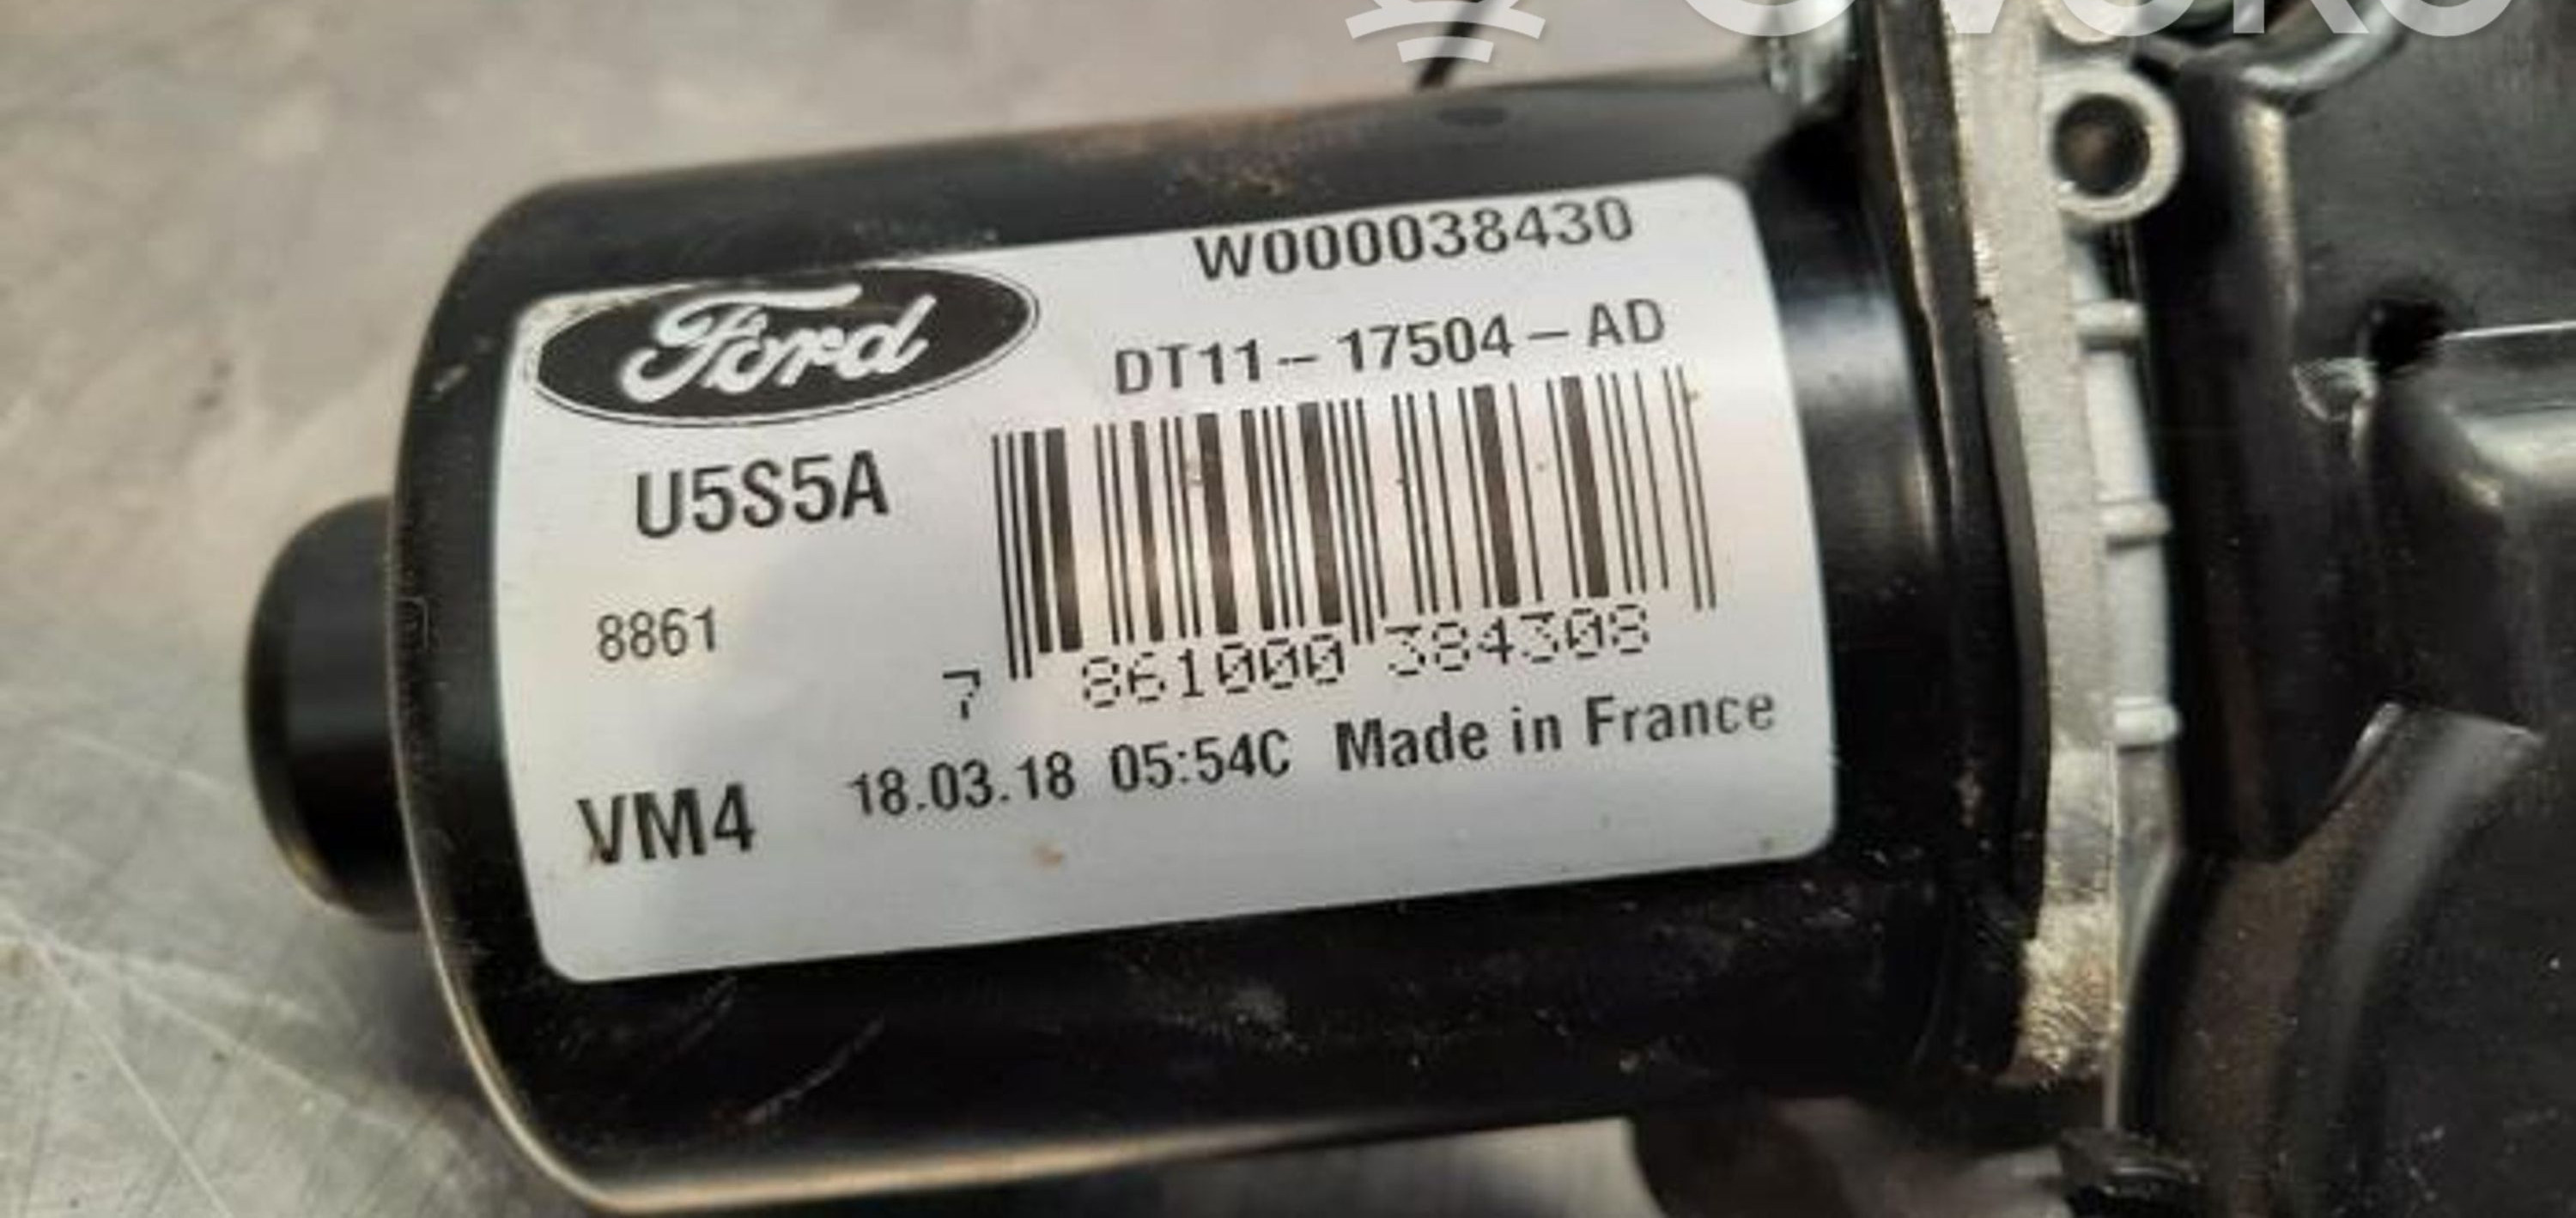 W000038430
Ford
DT11-17504-AD
U5S5A
8861
7 861000 384308
VM4 18.03.18 05:54C Made in France